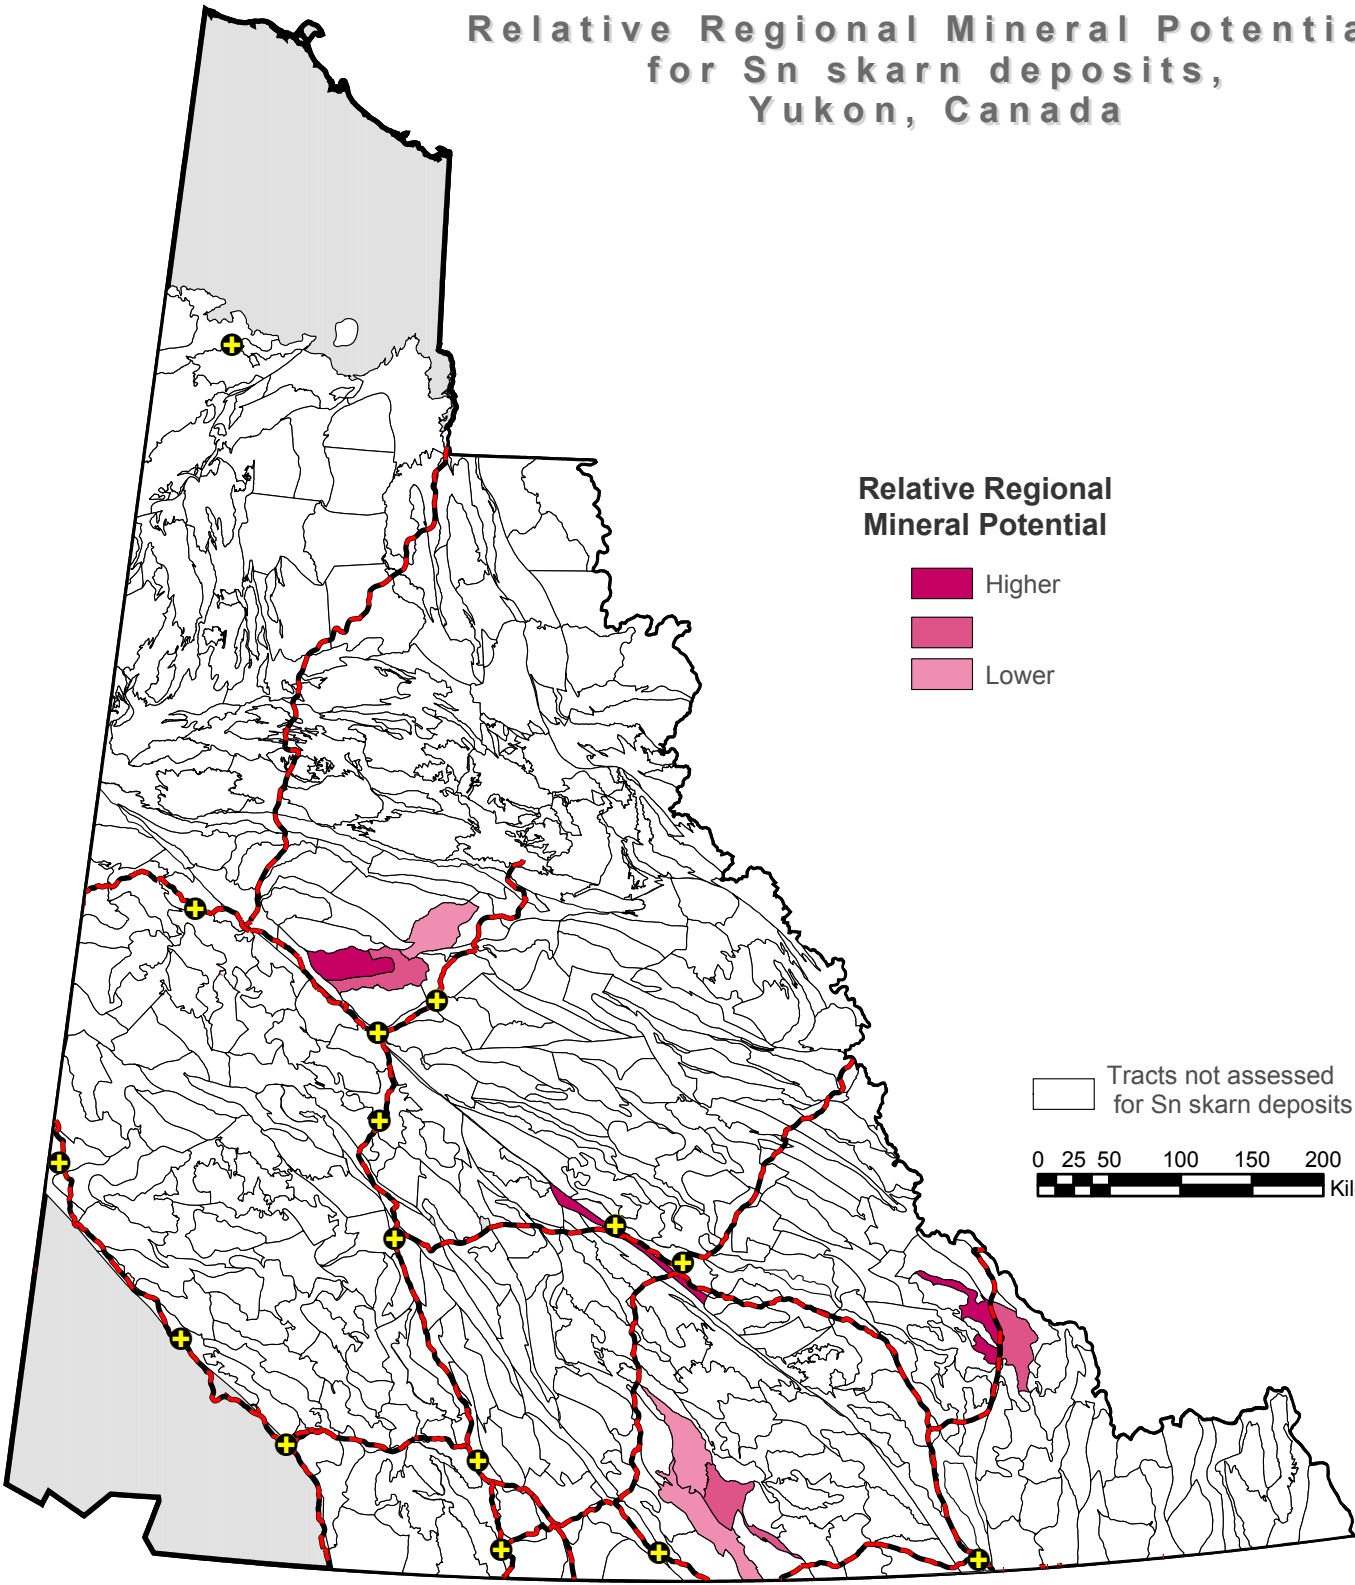 Relative Regional Mineral Potentia
for Sn skarn deposits,
Yukon, Canada
Relative Regional
Mineral Potential
Higher
Lower
Tracts not assessed
for Sn skarn deposits
0 25 50 100 150 200
Kil